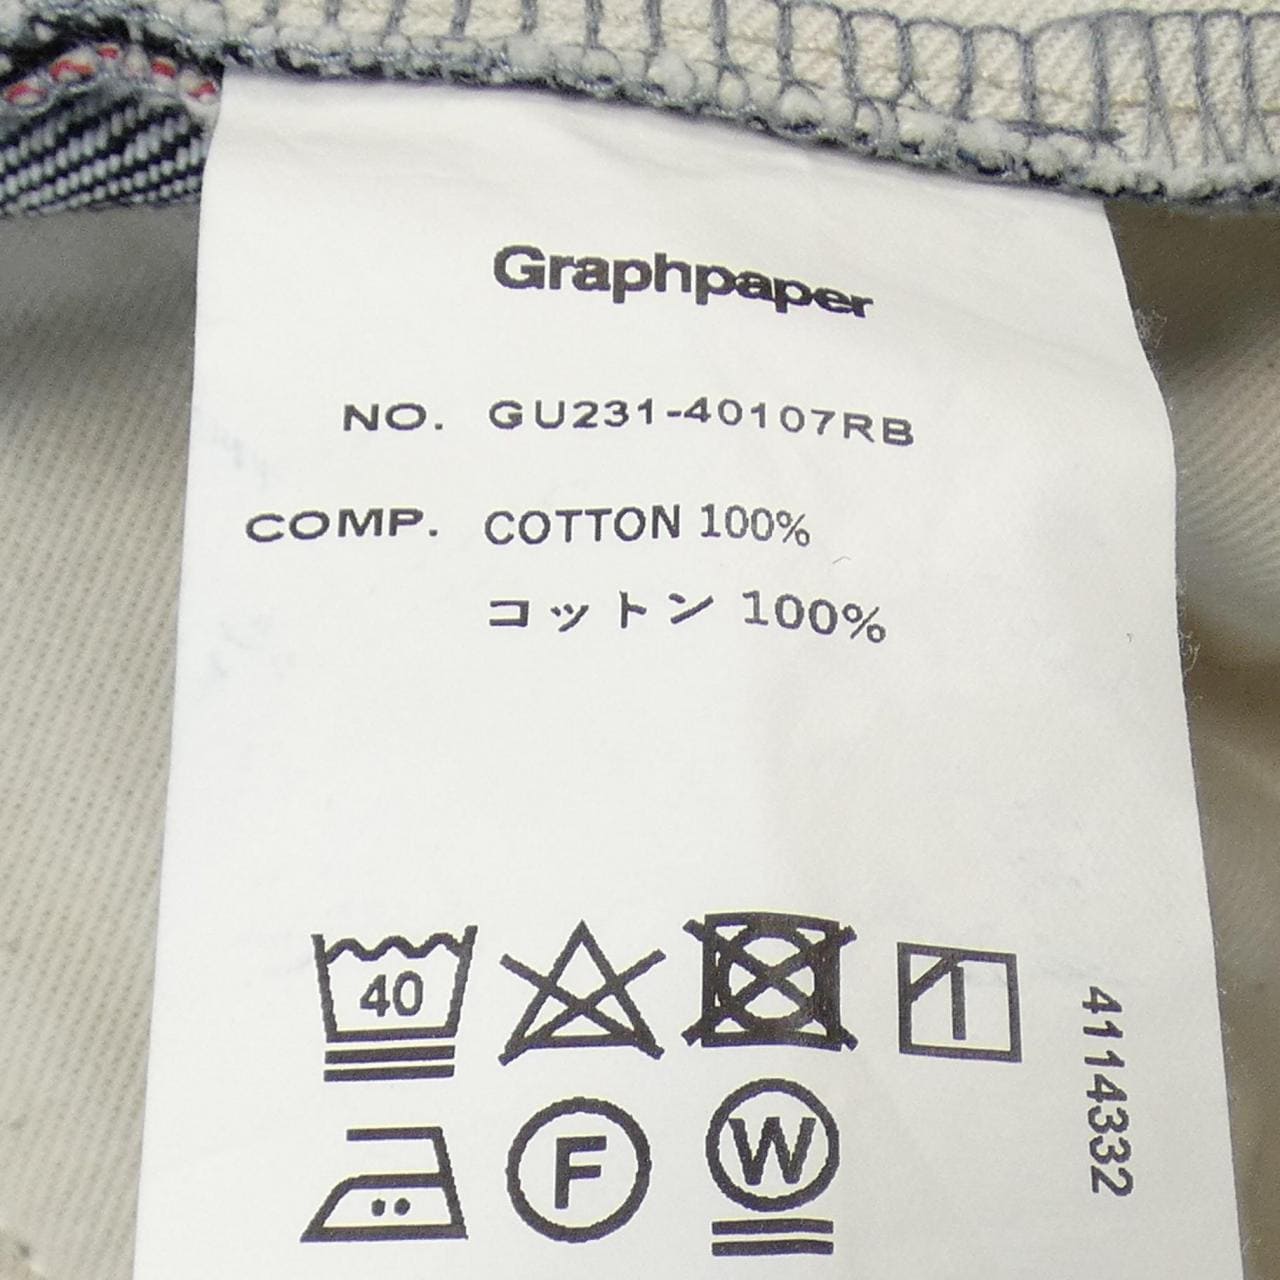 Graphpaper
NO. GU231-40107RB
COMP. COTTON 100%
コットン 100%
40
F
W
4114332